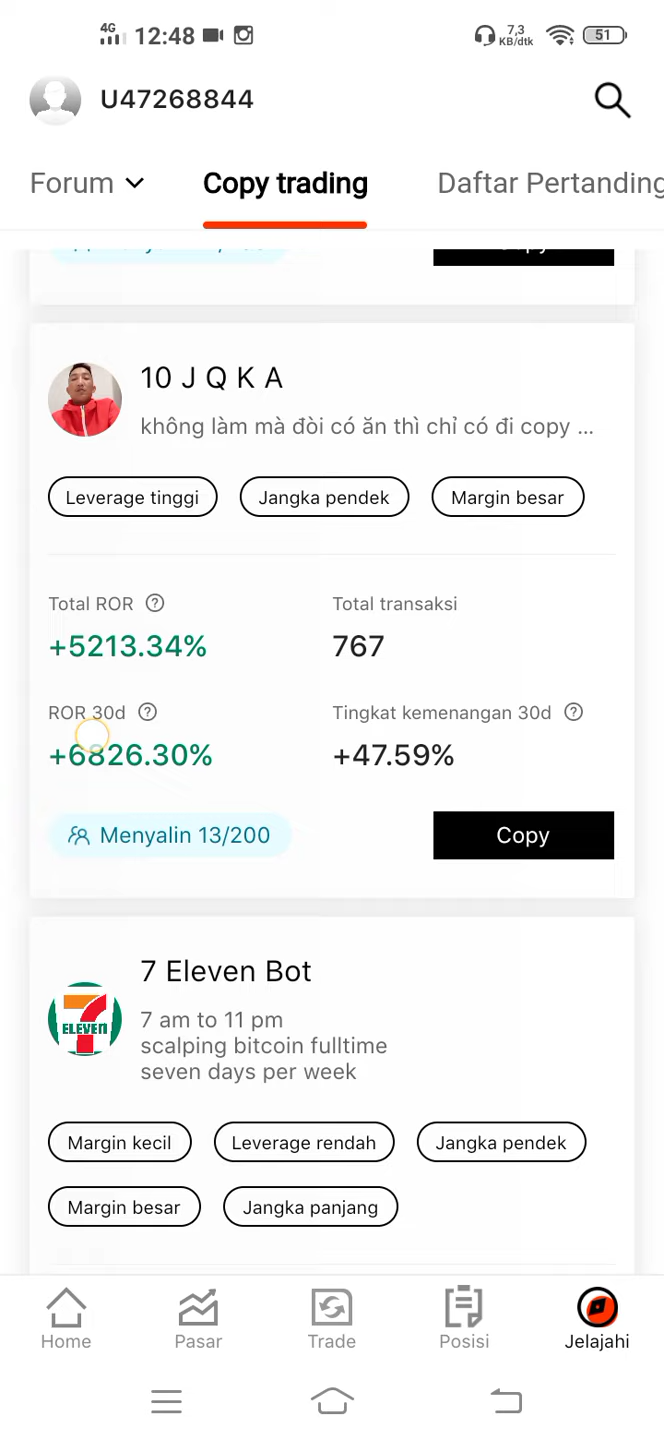 4G 12:48 7,3 KB/dtk 51
U47268844
Forum Copy trading Daftar Pertanding
10 J Q K A
không làm mà đòi có ăn thì chỉ có đi copy ...
Leverage tinggi Jangka pendek Margin besar
Total ROR ? Total transaksi
+5213.34% 767
ROR 30d ? Tingkat kemenangan 30d ?
+6826.30% +47.59%
Menyalin 13/200 Copy
7 Eleven Bot
7 ELEVEN
7 am to 11 pm
scalping bitcoin fulltime
seven days per week
Margin kecil Leverage rendah Jangka pendek
Margin besar Jangka panjang
Home Pasar Trade Posisi Jelajahi